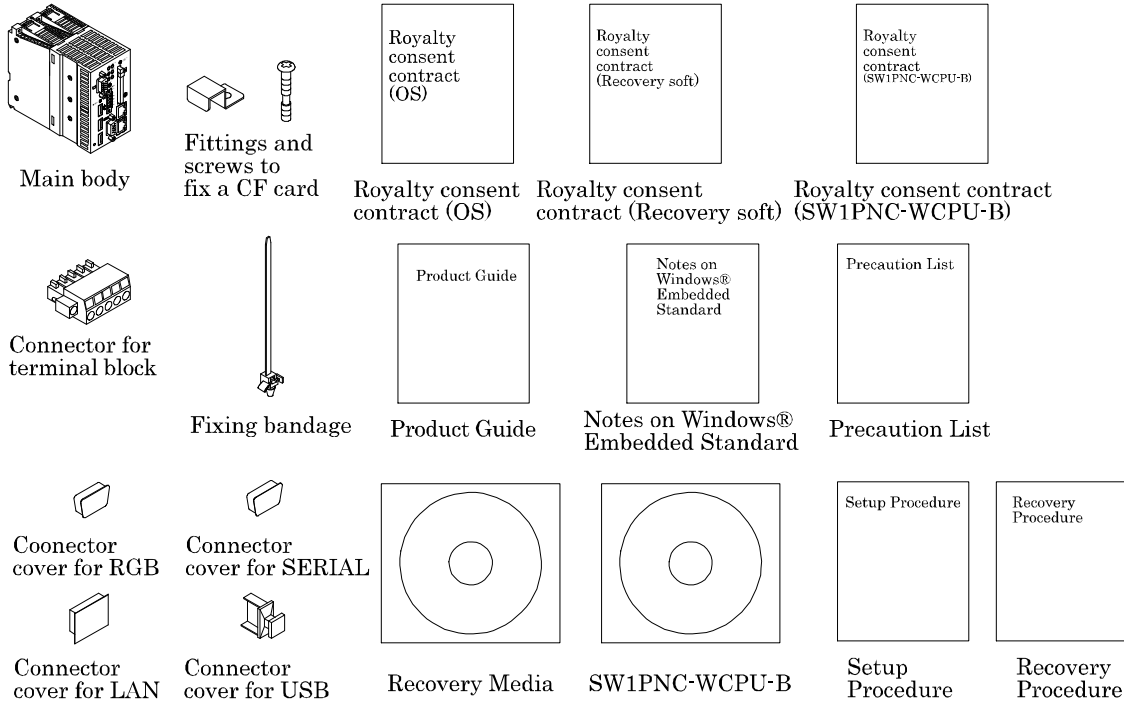 Royalty
consent
contract
(OS)
Royalty
consent
contract
(Recovery soft)
Royalty
consent
contract
(SW1PNC-WCPU-B)
Main body
Fittings and
screws to
fix a CF card
Royalty consent
contract (OS)
Royalty consent
contract (Recovery soft)
Royalty consent contract
(SW1PNC-WCPU-B)
Product Guide
Notes on
Windows®
Embedded
Standard
Precaution List
Connector for
terminal block
Fixing bandage
Product Guide
Notes on Windows®
Embedded Standard
Precaution List
Setup Procedure
Recovery
Procedure
Coonector
cover for RGB
Connector
cover for SERIAL
Connector
cover for LAN
Connector
cover for USB
Recovery Media
SW1PNC-WCPU-B
Setup
Procedure
Recovery
Procedure